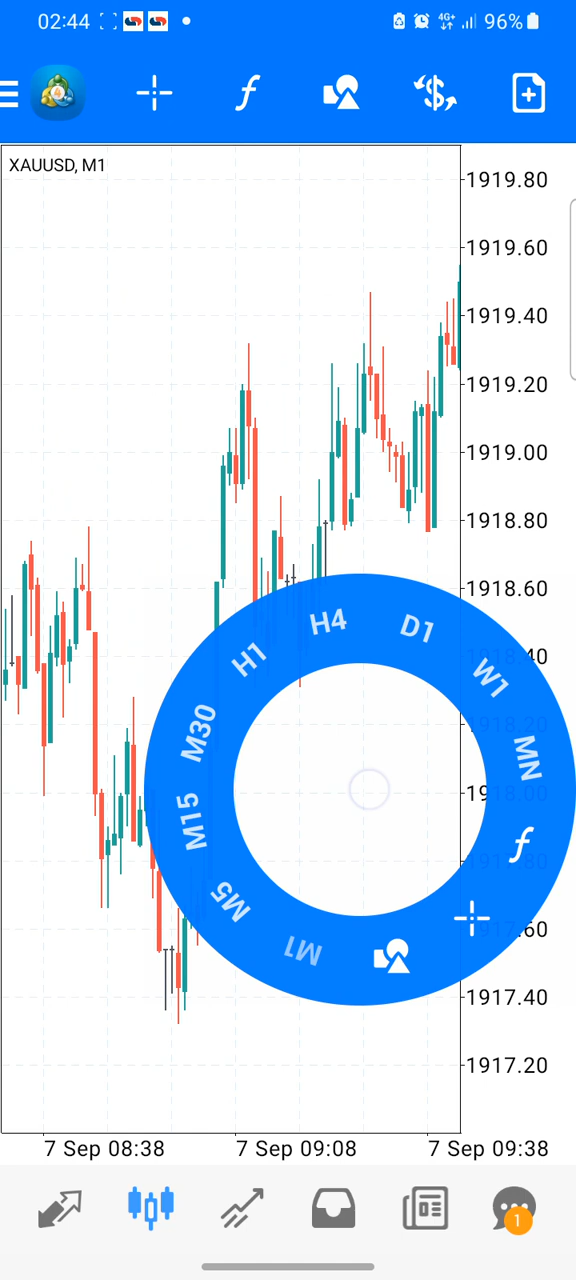 02:44 4G+ 96%
4
XAUUSD, M1
1919.80
1919.60
1919.40
1919.20
1919.00
1918.80
1918.60
H4
D1
H1
W1
M30
MN
M15
f
M5
M1
1917.40
1917.20
7 Sep 08:38 7 Sep 09:08 7 Sep 09:38
1